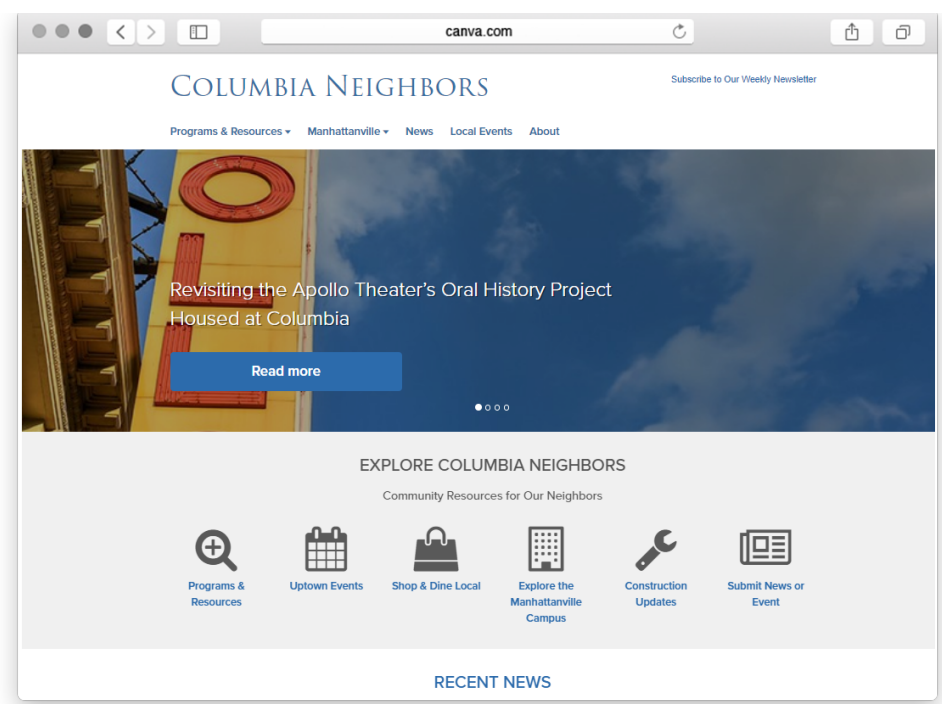 canva.com
COLUMBIA NEIGHBORS
Subscribe to Our Weekly Newsletter
Programs & Resources Manhattanville News Local Events About
Revisiting the Apollo Theater's Oral History Project
Housed at Columbia
Read more
EXPLORE COLUMBIA NEIGHBORS
Community Resources for Our Neighbors
Programs &
Resources
Uptown Events
Shop & Dine Local
Explore the
Manhattanville
Campus
Construction
Updates
Submit News or
Event
RECENT NEWS